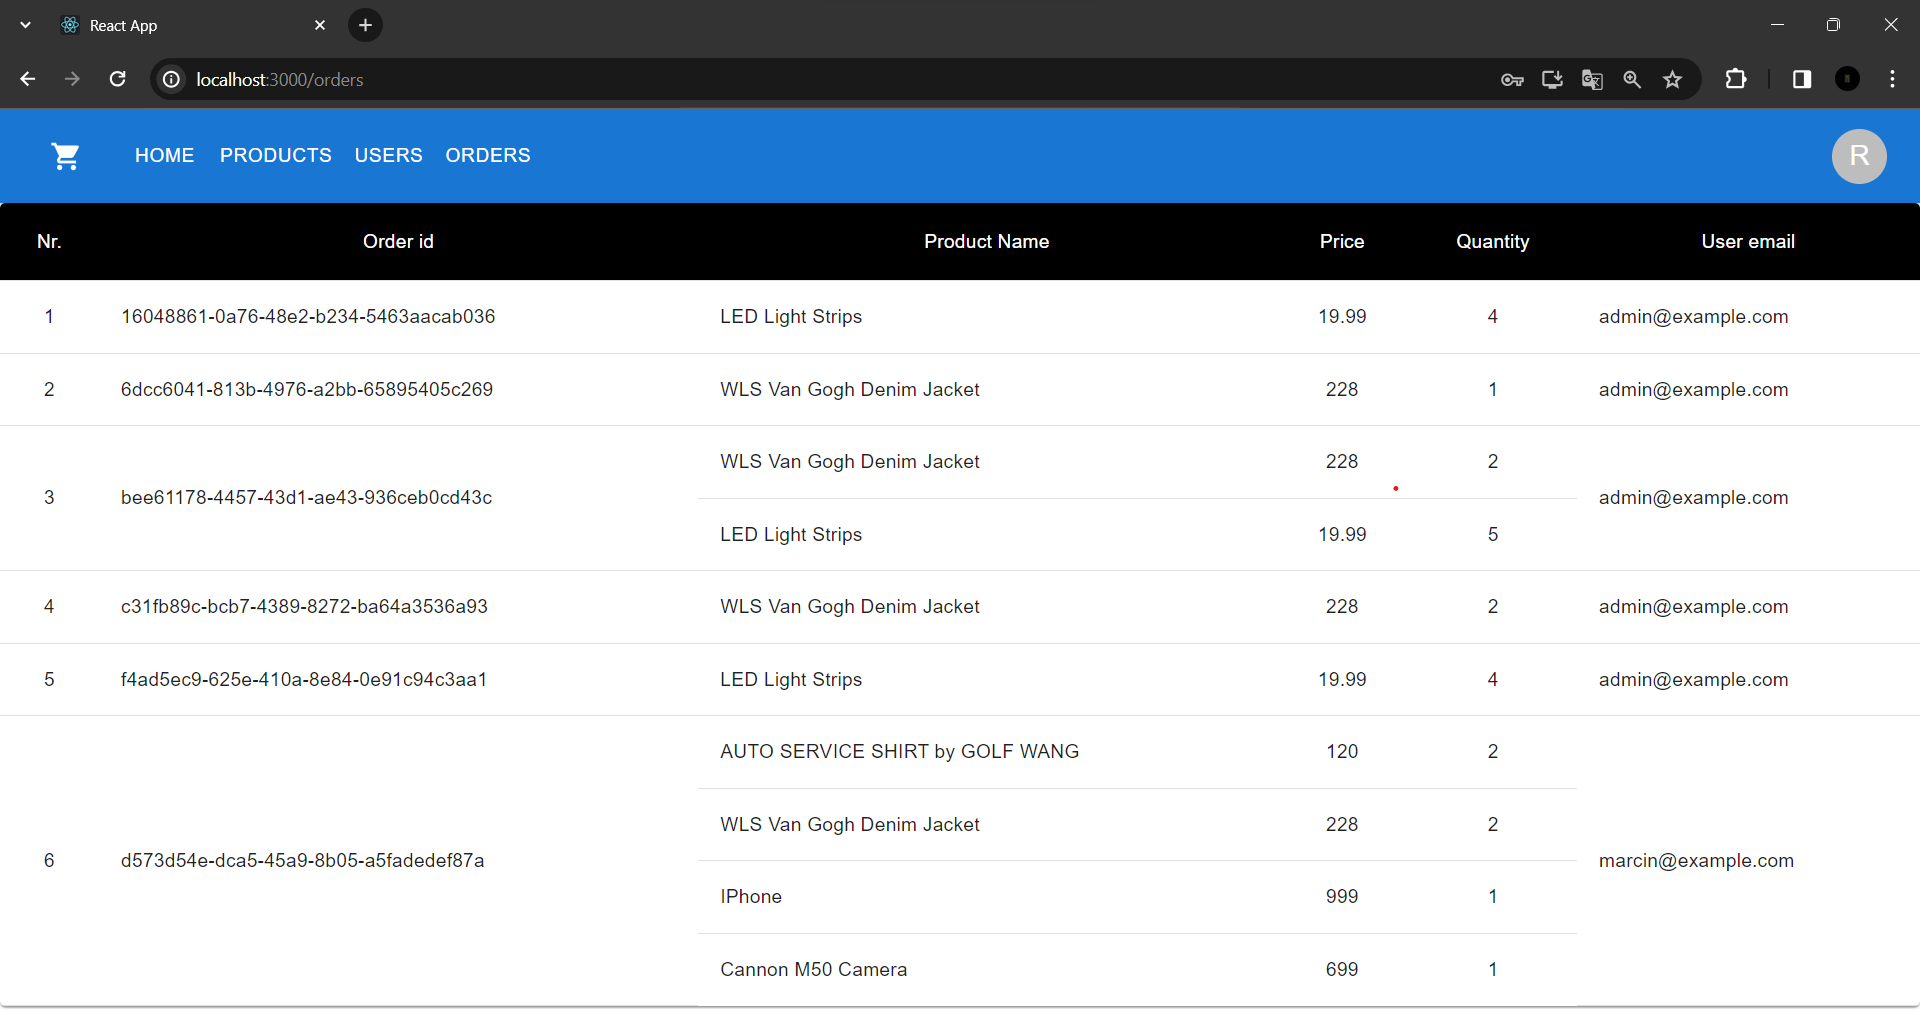 React App
localhost:3000/orders
HOME PRODUCTS USERS ORDERS R
Nr. Order id Product Name Price Quantity User email
1 16048861-0a76-48e2-b234-5463aacab036 LED Light Strips 19.99 4 admin@example.com
2 6dcc6041-813b-4976-a2bb-65895405c269 WLS Van Gogh Denim Jacket 228 1 admin@example.com
WLS Van Gogh Denim Jacket 228 2
3 bee61178-4457-43d1-ae43-936ceb0cd43c admin@example.com
LED Light Strips 19.99 5
4 c31fb89c-bcb7-4389-8272-ba64a3536a93 WLS Van Gogh Denim Jacket 228 2 admin@example.com
5 f4ad5ec9-625e-410a-8e84-0e91c94c3aa1 LED Light Strips 19.99 4 admin@example.com
AUTO SERVICE SHIRT by GOLF WANG 120 2
WLS Van Gogh Denim Jacket 228 2
6 d573d54e-dca5-45a9-8b05-a5fadedef87a marcin@example.com
IPhone 999 1
Cannon M50 Camera 699 1